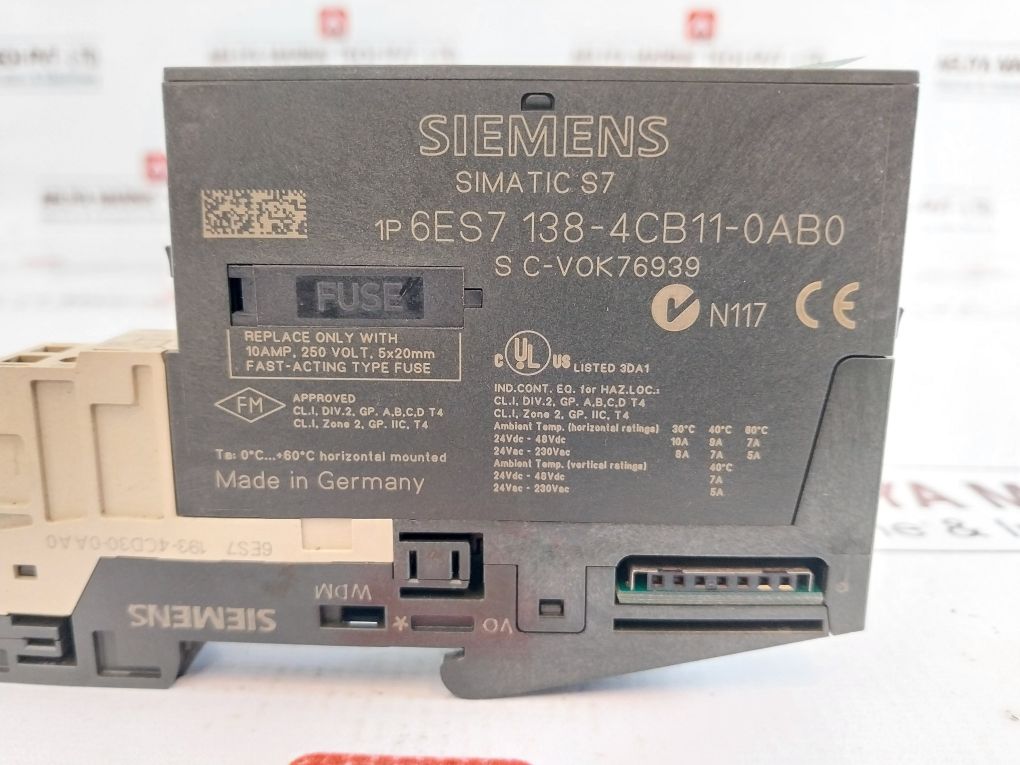 SIEMENS
SIMATIC S7
1P 6ES7 138-4CB11-0AB0
S C-V0K76939
FUSE
N117 CE
REPLACE ONLY WITH
10AMP, 250 VOLT, 5x20mm
FAST-ACTING TYPE FUSE
C UL US LISTED 3DA1
FM APPROVED
CL.I, DIV.2, GP. A,B,C,D T4
CL.I, Zone 2, GP. IIC, T4
IND.CONT. EQ. for HAZ.LOC.:
CL.I, DIV.2, GP. A,B,C,D T4
CL.I, Zone 2, GP. IIC, T4
Ambient Temp. (horizontal ratings) 30°C 40°C 60°C
24Vdc - 48Vdc 10A 9A 7A
24Vac - 230Vac 8A 7A 5A
Ambient Temp. (vertical ratings) 40°C
24Vdc - 48Vdc 7A
24Vac - 230Vac 5A
Ta: 0°C...+60°C horizontal mounted
Made in Germany
6ES7 193-4CD30-0AA0
WDM
SIEMENS
VO